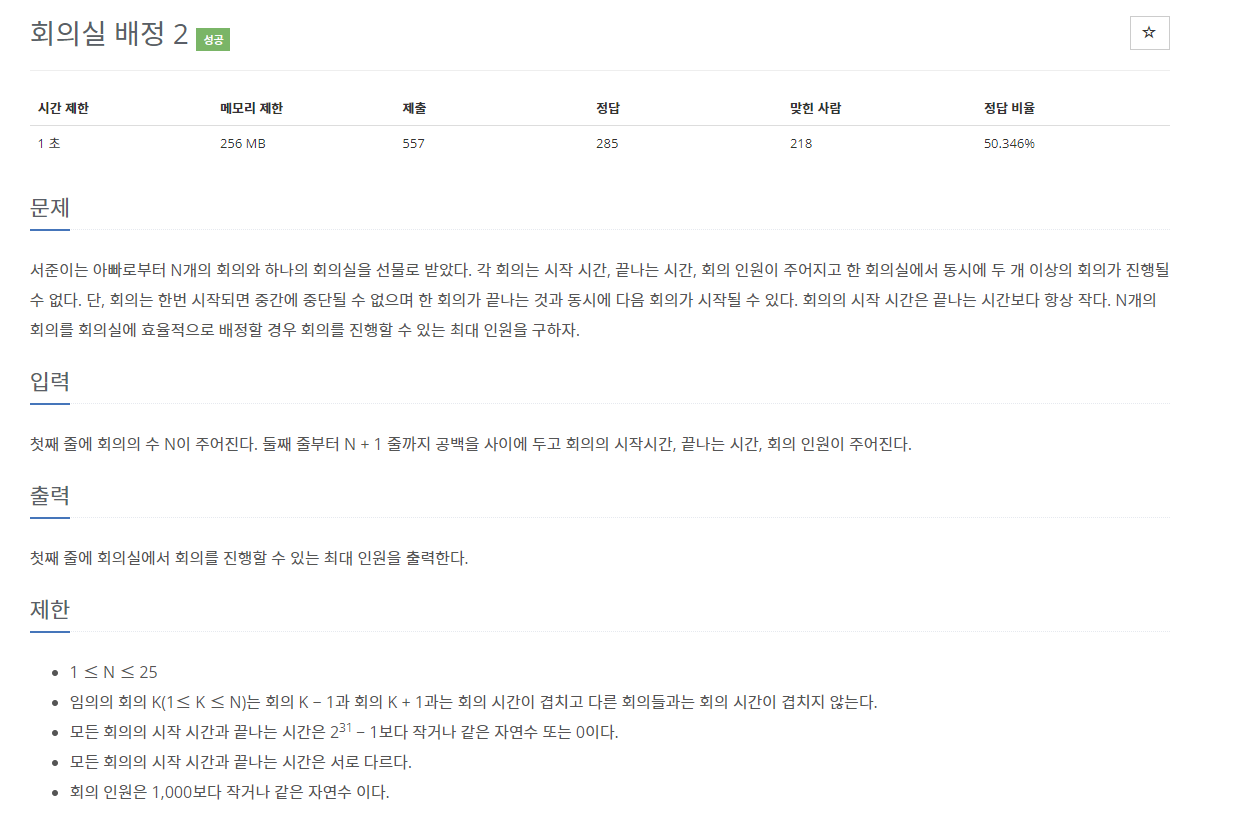 회의실 배정 2 성공
☆
시간 제한 메모리 제한 제출 정답 맞힌 사람 정답 비율
1 초 256 MB 557 285 218 50.346%
문제
서준이는 아빠로부터 N개의 회의와 하나의 회의실을 선물로 받았다. 각 회의는 시작 시간, 끝나는 시간, 회의 인원이 주어지고 한 회의실에서 동시에 두 개 이상의 회의가 진행될
수 없다. 단, 회의는 한번 시작되면 중간에 중단될 수 없으며 한 회의가 끝나는 것과 동시에 다음 회의가 시작될 수 있다. 회의의 시작 시간은 끝나는 시간보다 항상 작다. N개의
회의를 회의실에 효율적으로 배정할 경우 회의를 진행할 수 있는 최대 인원을 구하자.
입력
첫째 줄에 회의의 수 N이 주어진다. 둘째 줄부터 N + 1 줄까지 공백을 사이에 두고 회의의 시작시간, 끝나는 시간, 회의 인원이 주어진다.
출력
첫째 줄에 회의실에서 회의를 진행할 수 있는 최대 인원을 출력한다.
제한
• 1 ≤ N ≤ 25
• 임의의 회의 K(1≤ K ≤ N)는 회의 K − 1과 회의 K + 1과는 회의 시간이 겹치고 다른 회의들과는 회의 시간이 겹치지 않는다.
• 모든 회의의 시작 시간과 끝나는 시간은 2³¹ − 1보다 작거나 같은 자연수 또는 0이다.
• 모든 회의의 시작 시간과 끝나는 시간은 서로 다르다.
• 회의 인원은 1,000보다 작거나 같은 자연수 이다.